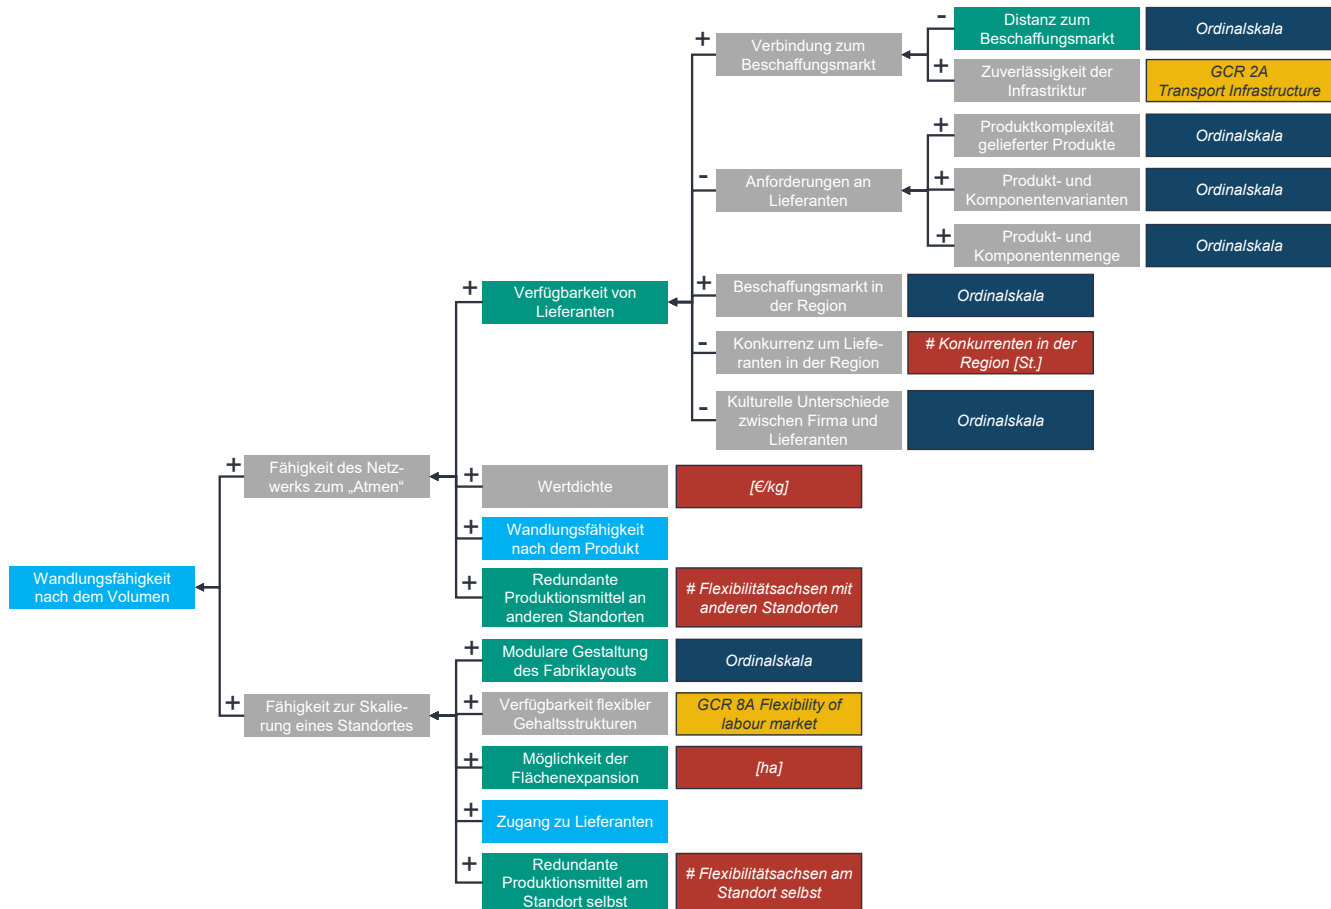 -
Distanz zum
Beschaffungsmarkt
Ordinalskala
+
Verbindung zum
Beschaffungsmarkt
+
Zuverlässigkeit der
Infrastriktur
GCR 2A
Transport Infrastructure
+
Produktkomplexität
gelieferter Produkte
Ordinalskala
-
Anforderungen an
Lieferanten
+
Produkt- und
Komponentenvarianten
Ordinalskala
+
Produkt- und
Komponentenmenge
Ordinalskala
+
Verfügbarkeit von
Lieferanten
+
Beschaffungsmarkt in
der Region
Ordinalskala
-
Konkurrenz um Liefe-
ranten in der Region
# Konkurrenten in der
Region [St.]
-
Kulturelle Unterschiede
zwischen Firma und
Lieferanten
Ordinalskala
+
Fähigkeit des Netz-
werks zum „Atmen“
+
Wertdichte
[€/kg]
+
Wandlungsfähigkeit
nach dem Produkt
Wandlungsfähigkeit
nach dem Volumen
+
Redundante
Produktionsmittel an
anderen Standorten
# Flexibilitätsachsen mit
anderen Standorten
+
Modulare Gestaltung
des Fabriklayouts
Ordinalskala
+
Fähigkeit zur Skalie-
rung eines Standortes
+
Verfügbarkeit flexibler
Gehaltsstrukturen
GCR 8A Flexibility of
labour market
+
Möglichkeit der
Flächenexpansion
[ha]
+
Zugang zu Lieferanten
+
Redundante
Produktionsmittel am
Standort selbst
# Flexibilitätsachsen am
Standort selbst